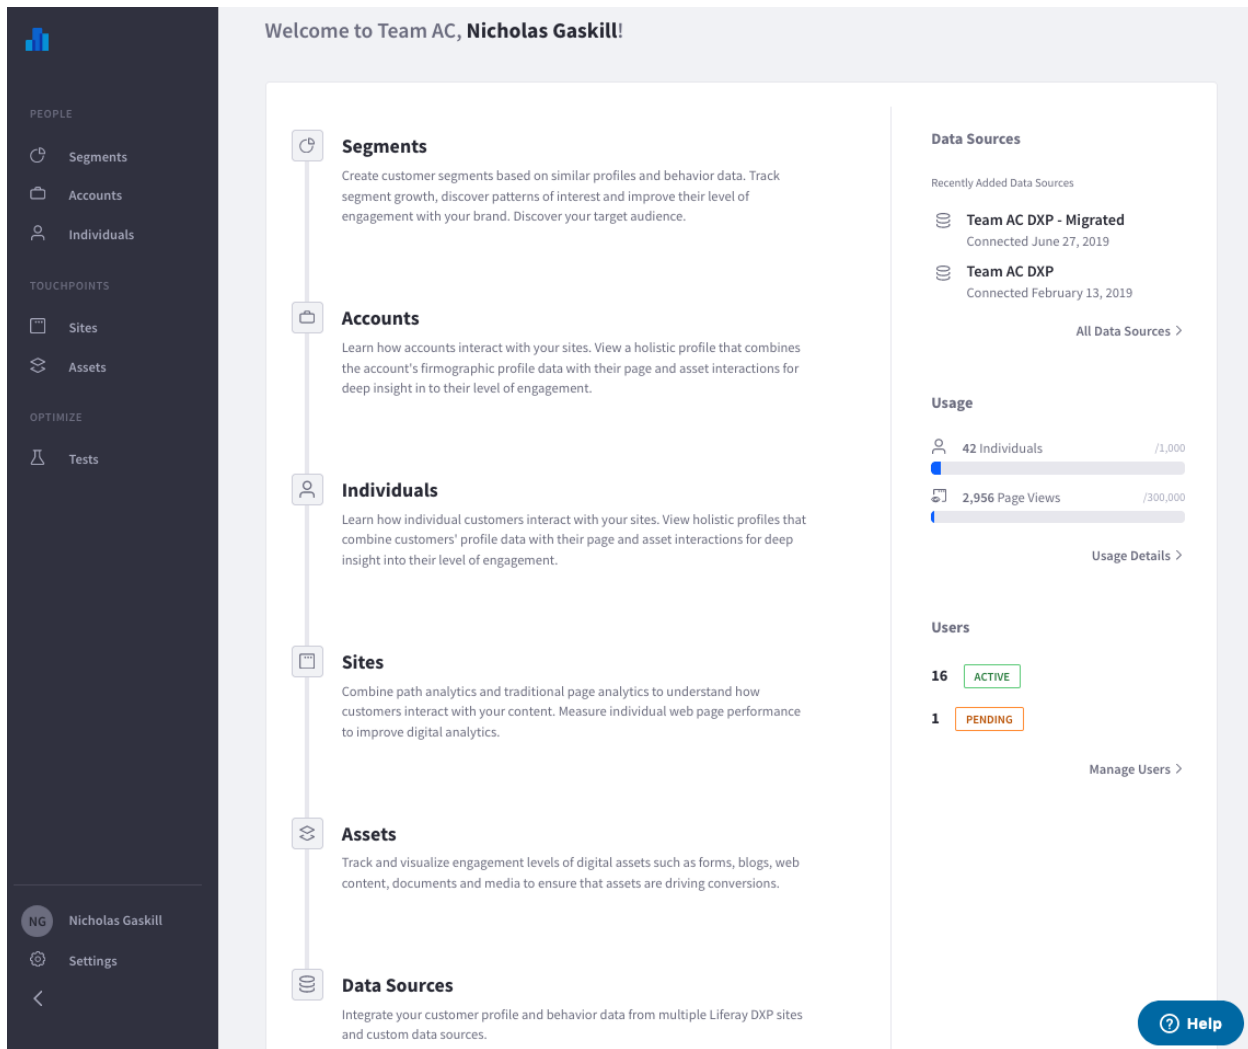 Welcome to Team AC, Nicholas Gaskill!
PEOPLE
Segments
Accounts
Individuals
TOUCHPOINTS
Sites
Assets
OPTIMIZE
Tests
NG Nicholas Gaskill
Settings
Segments
Create customer segments based on similar profiles and behavior data. Track
segment growth, discover patterns of interest and improve their level of
engagement with your brand. Discover your target audience.
Accounts
Learn how accounts interact with your sites. View a holistic profile that combines
the account's firmographic profile data with their page and asset interactions for
deep insight in to their level of engagement.
Individuals
Learn how individual customers interact with your sites. View holistic profiles that
combine customers' profile data with their page and asset interactions for deep
insight into their level of engagement.
Sites
Combine path analytics and traditional page analytics to understand how
customers interact with your content. Measure individual web page performance
to improve digital analytics.
Assets
Track and visualize engagement levels of digital assets such as forms, blogs, web
content, documents and media to ensure that assets are driving conversions.
Data Sources
Integrate your customer profile and behavior data from multiple Liferay DXP sites
and custom data sources.
Data Sources
Recently Added Data Sources
Team AC DXP - Migrated
Connected June 27, 2019
Team AC DXP
Connected February 13, 2019
All Data Sources
Usage
42 Individuals /1,000
2,956 Page Views /300,000
Usage Details
Users
16 ACTIVE
1 PENDING
Manage Users
Help